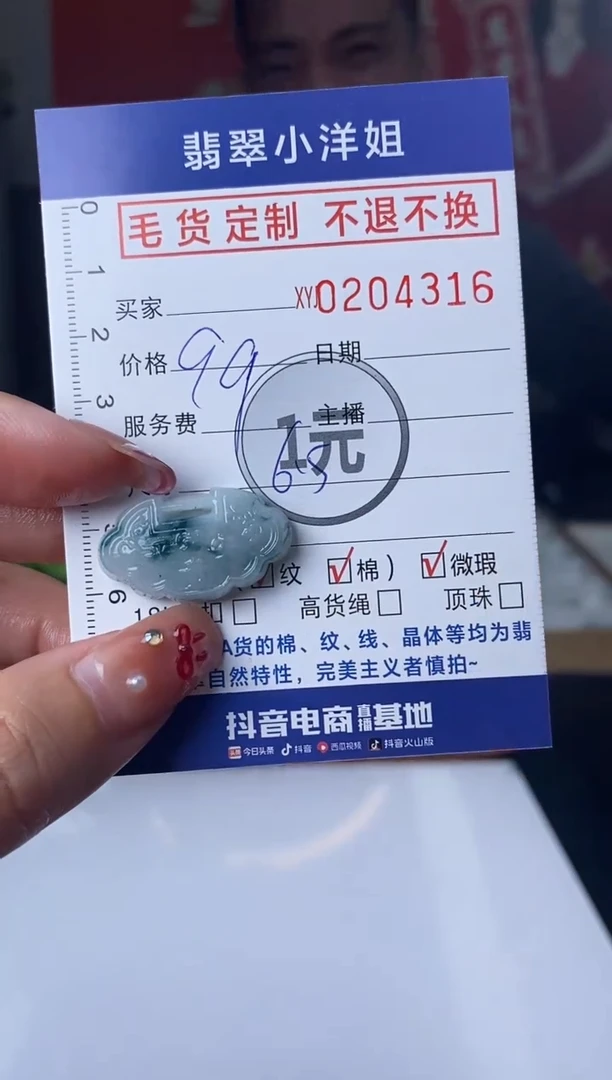 翡翠小洋姐
毛货定制 不退不换
0
1
2
3
6
买家 XYJ0204316
价格 99 日期
服务费 主播
1元
68
纹 棉） 微瑕
扣 高货绳 顶珠
A货的棉、纹、线、晶体等均为翡
自然特性，完美主义者慎拍~
抖音电商直播基地
今日头条 抖音 西瓜视频 抖音火山版